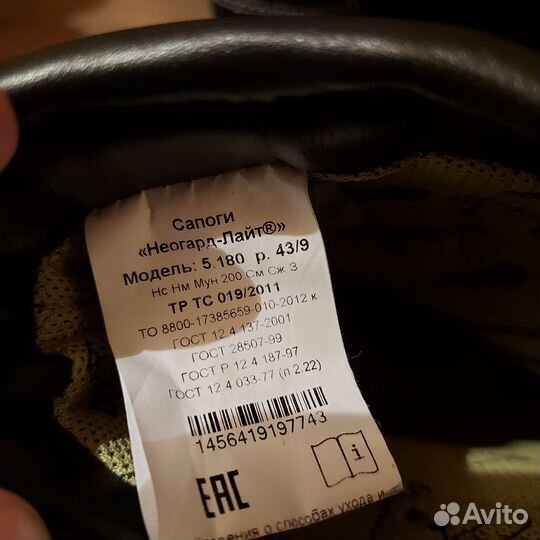 Сапоги
«Неогард-Лайт®»
Модель: 5.180 р. 43/9
Нс Нм Мун 200 См Сж З
ТР ТС 019/2011
ТО 8800-17385659-010-2012 к
ГОСТ 12.4.137-2001
ГОСТ 28507-99
ГОСТ Р 12.4.187-97
ГОСТ 12.4.033-77 (п.2.22)
1456419197743
i
EAC
о способах ухода и
Avito